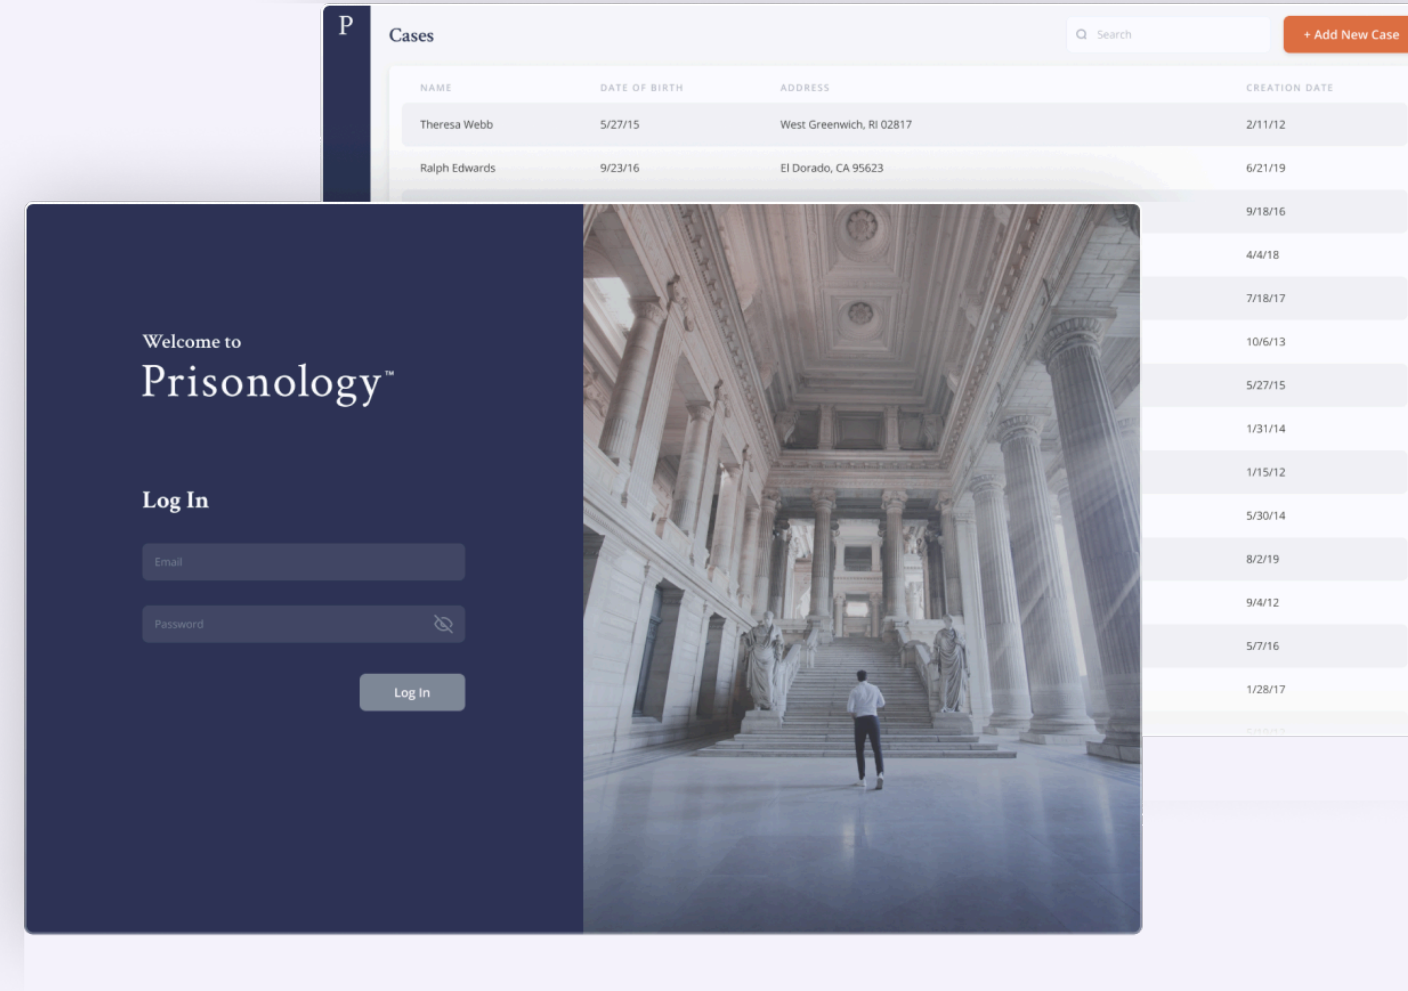 P
Cases
Search
+ Add New Case
NAME DATE OF BIRTH ADDRESS CREATION DATE
Theresa Webb 5/27/15 West Greenwich, RI 02817 2/11/12
Ralph Edwards 9/23/16 El Dorado, CA 95623 6/21/19
9/18/16
4/4/18
7/18/17
10/6/13
5/27/15
1/31/14
1/15/12
5/30/14
8/2/19
9/4/12
5/7/16
1/28/17
Welcome to
Prisonology™
Log In
Email
Password
Log In